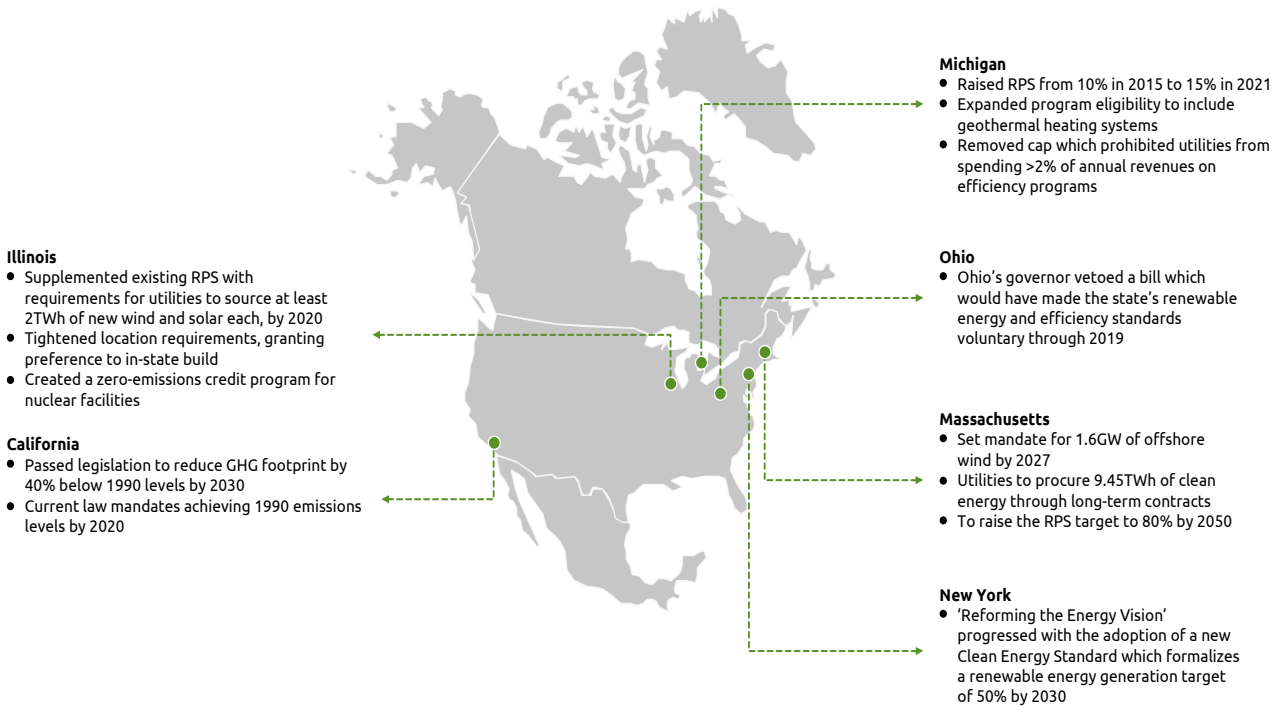 Michigan
• Raised RPS from 10% in 2015 to 15% in 2021
• Expanded program eligibility to include
geothermal heating systems
• Removed cap which prohibited utilities from
spending >2% of annual revenues on
efficiency programs
Illinois
• Supplemented existing RPS with
requirements for utilities to source at least
2TWh of new wind and solar each, by 2020
• Tightened location requirements, granting
preference to in-state build
• Created a zero-emissions credit program for
nuclear facilities
Ohio
• Ohio’s governor vetoed a bill which
would have made the state’s renewable
energy and efficiency standards
voluntary through 2019
California
• Passed legislation to reduce GHG footprint by
40% below 1990 levels by 2030
• Current law mandates achieving 1990 emissions
levels by 2020
Massachusetts
• Set mandate for 1.6GW of offshore
wind by 2027
• Utilities to procure 9.45TWh of clean
energy through long-term contracts
• To raise the RPS target to 80% by 2050
New York
• ‘Reforming the Energy Vision’
progressed with the adoption of a new
Clean Energy Standard which formalizes
a renewable energy generation target
of 50% by 2030